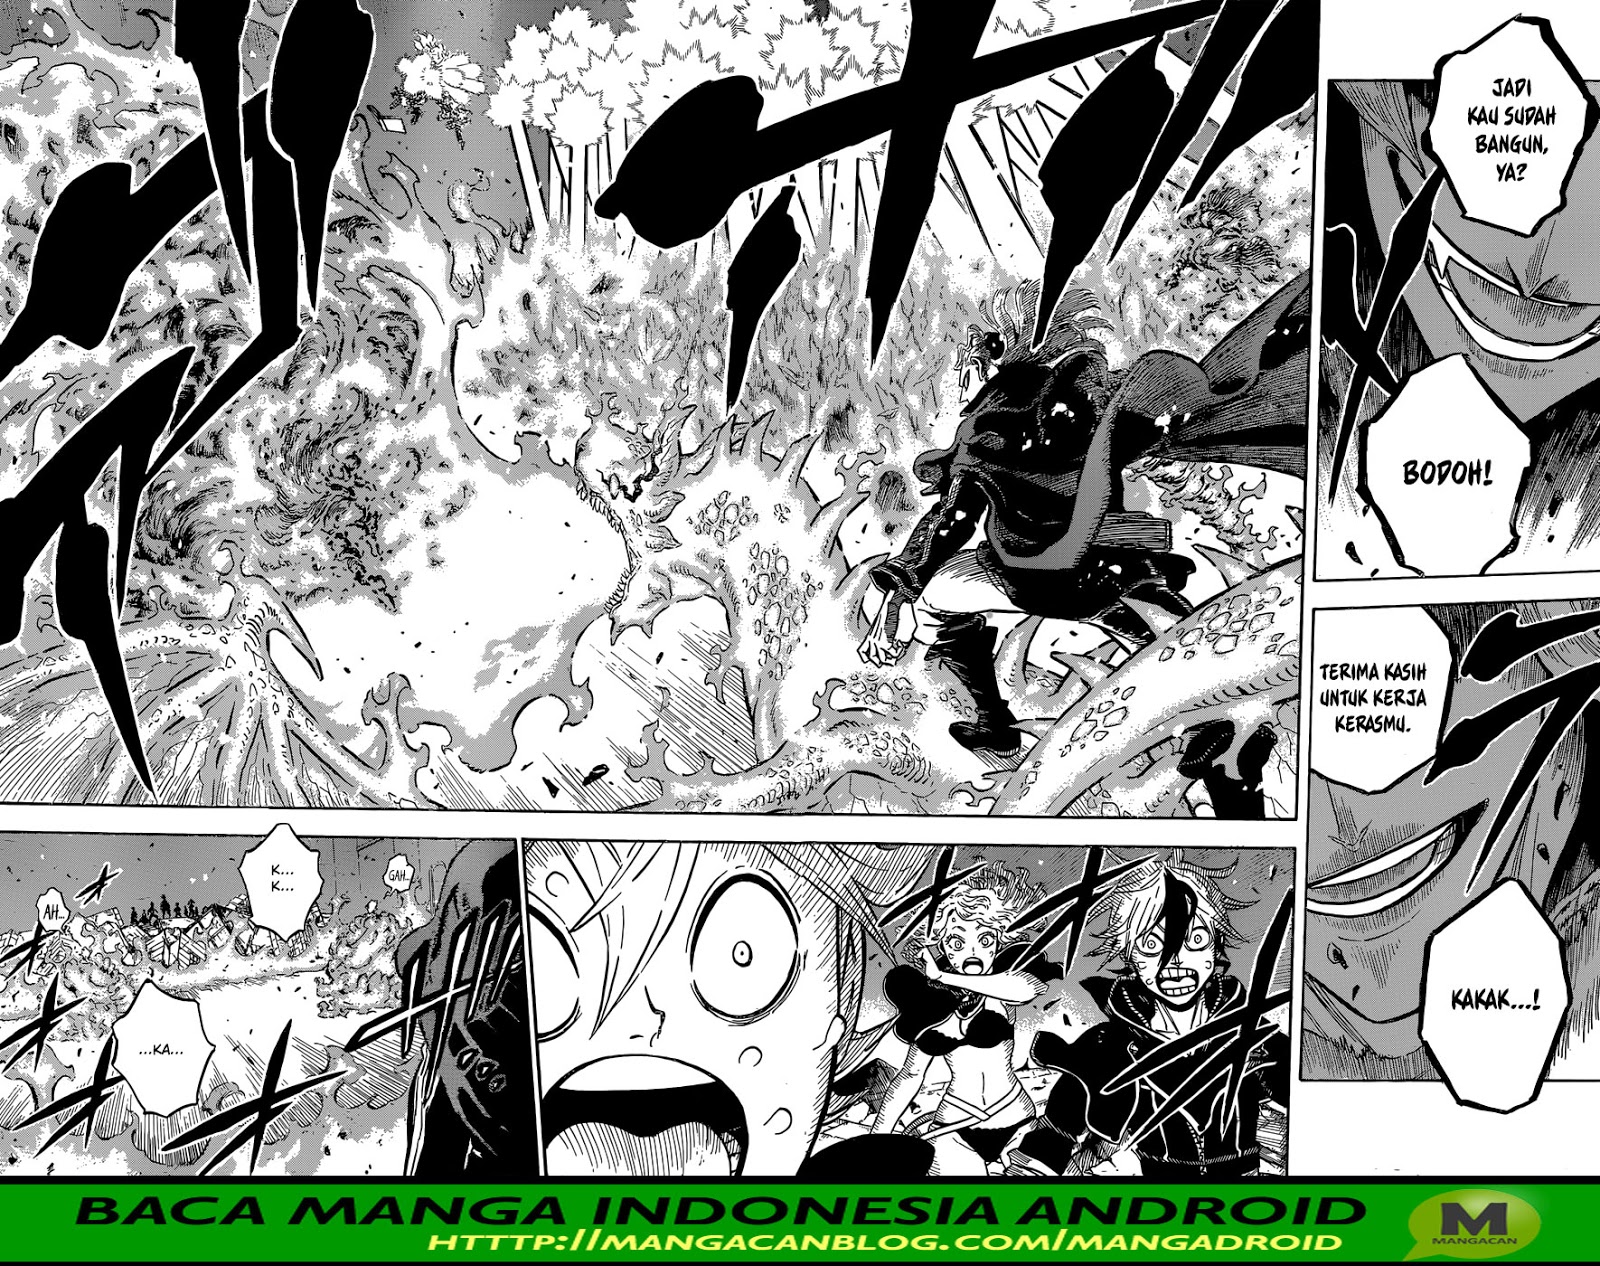 JADI
KAU SUDAH
BANGUN,
YA?
BODOH!
TERIMA KASIH
UNTUK KERJA
KERASMU.
KAKAK...!
GAH...
K...
K...
AH...
...KA...
BACA MANGA INDONESIA ANDROID
HTTTP://MANGACANBLOG.COM/MANGADROID
M
MANGACAN